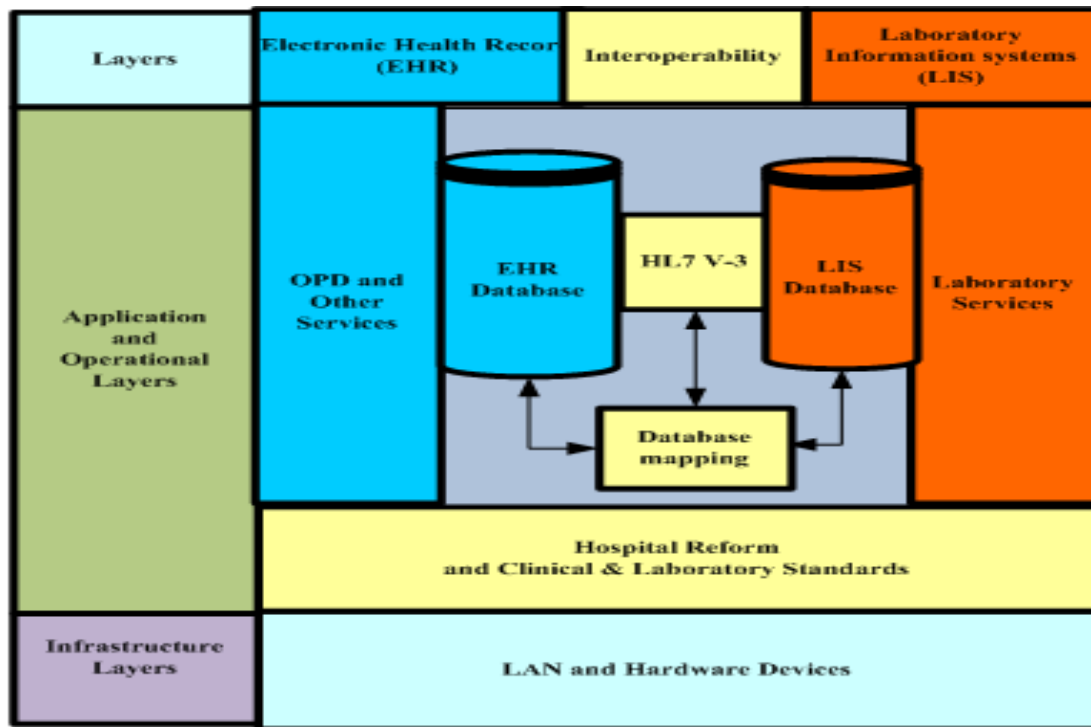 Layers
Electronic Health Recor
(EHR)
Interoperability
Laboratory
Information systems
(LIS)
Application
and
Operational
Layers
OPD and
Other
Services
EHR
Database
HL7 V-3
LIS
Database
Laboratory
Services
Database
mapping
Hospital Reform
and Clinical & Laboratory Standards
Infrastructure
Layers
LAN and Hardware Devices